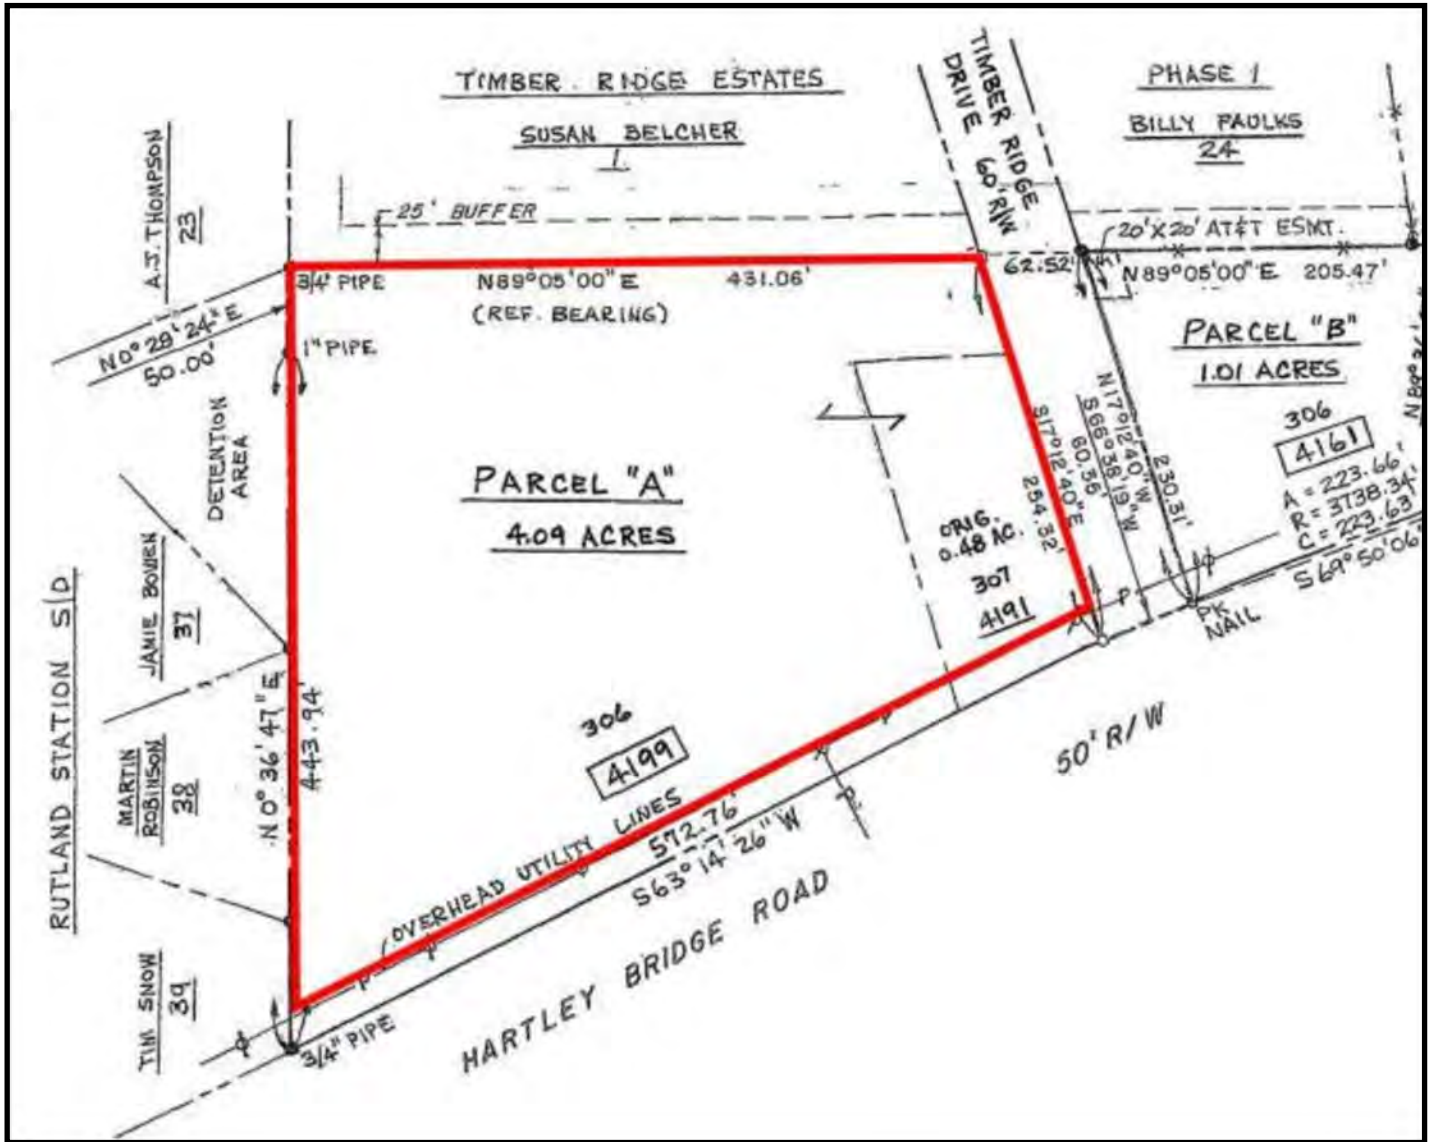 TIMBER RIDGE ESTATES
SUSAN BELCHER
1
TIMBER RIDGE
DRIVE 60' R/W
PHASE 1
BILLY PAULKS
24
A.J. THOMPSON
23
25' BUFFER
20'X20' AT&T ESMT.
3/4" PIPE
N89°05'00"E
431.06'
62.52'
N89°05'00"E
205.47'
(REF. BEARING)
N0°28'24"E
50.00'
1" PIPE
PARCEL "B"
1.01 ACRES
306
4161
A = 223.66'
R = 3738.34'
C = 223.63'
S69°50'06
DETENTION
AREA
PARCEL "A"
4.09 ACRES
S17°12'40"E
254.32'
N17°12'40"W
230.31'
S66°38'19"W
ORIG.
0.48 AC.
307
4191
P
PK
NAIL
RUTLAND STATION S/D
JAMIE BOWEN
37
MARTIN
ROBINSON
38
N0°36'47"E
443.94'
306
4199
P
P
50' R/W
OVERHEAD UTILITY LINES
572.76'
S63°14'26"W
HARTLEY BRIDGE ROAD
TIM SNOW
39
P
P
3/4" PIPE